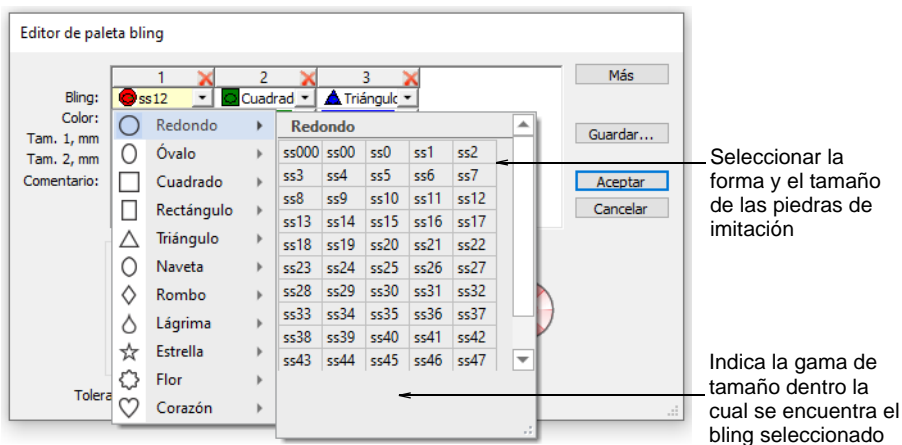 Editor de paleta bling
1 2 3
Bling: ss12 Cuadrad Triángulc
Color:
Tam. 1, mm
Tam. 2, mm
Comentario:
Más
Guardar...
Aceptar
Cancelar
Redondo
Óvalo
Cuadrado
Rectángulo
Triángulo
Naveta
Rombo
Lágrima
Estrella
Flor
Corazón
Redondo
ss000 ss00 ss0 ss1 ss2
ss3 ss4 ss5 ss6 ss7
ss8 ss9 ss10 ss11 ss12
ss13 ss14 ss15 ss16 ss17
ss18 ss19 ss20 ss21 ss22
ss23 ss24 ss25 ss26 ss27
ss28 ss29 ss30 ss31 ss32
ss33 ss34 ss35 ss36 ss37
ss38 ss39 ss40 ss41 ss42
ss43 ss44 ss45 ss46 ss47
Tolera
Seleccionar la
forma y el tamaño
de las piedras de
imitación
Indica la gama de
tamaño dentro la
cual se encuentra el
bling seleccionado